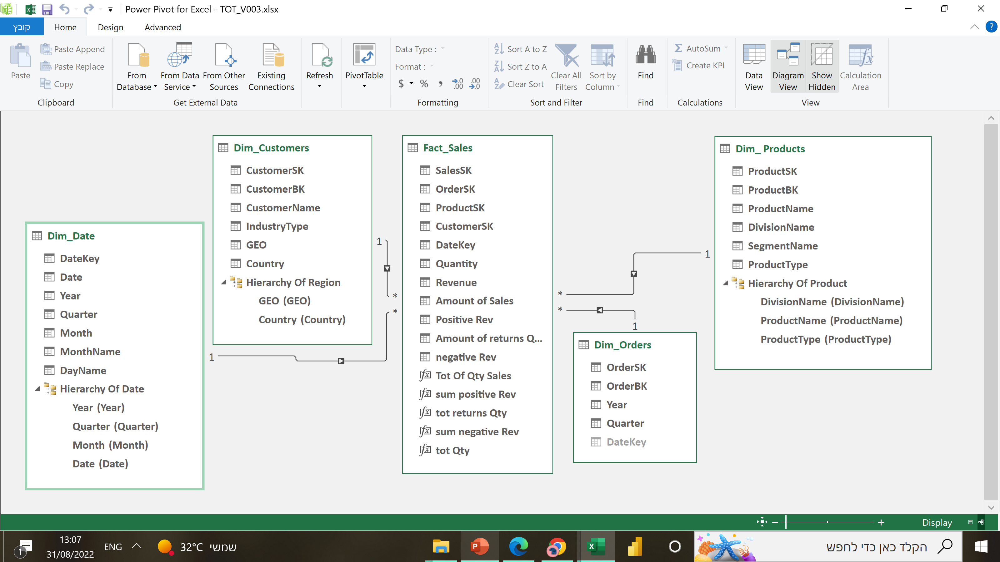 Power Pivot for Excel - TOT_V003.xlsx
קובץ
Home
Design
Advanced
?
Paste
Paste Append
Paste Replace
Copy
Clipboard
From Database
From Data Service
From Other Sources
Existing Connections
Get External Data
Refresh
PivotTable
Data Type :
Format :
$ % , .0 .00 .00 .0
Formatting
Sort A to Z
Sort Z to A
Clear Sort
Clear All Filters
Sort by Column
Sort and Filter
Find
Find
AutoSum
Create KPI
Calculations
Data View
Diagram View
Show Hidden
Calculation Area
View
Dim_Date
DateKey
Date
Year
Quarter
Month
MonthName
DayName
Hierarchy Of Date
Year (Year)
Quarter (Quarter)
Month (Month)
Date (Date)
Dim_Customers
CustomerSK
CustomerBK
CustomerName
IndustryType
GEO
Country
Hierarchy Of Region
GEO (GEO)
Country (Country)
1
*
1
*
Fact_Sales
SalesSK
OrderSK
ProductSK
CustomerSK
DateKey
Quantity
Revenue
Amount of Sales
Positive Rev
Amount of returns Q...
negative Rev
Tot Of Qty Sales
sum positive Rev
tot returns Qty
sum negative Rev
tot Qty
*
1
*
1
Dim_Orders
OrderSK
OrderBK
Year
Quarter
DateKey
Dim_ Products
ProductSK
ProductBK
ProductName
DivisionName
SegmentName
ProductType
Hierarchy Of Product
DivisionName (DivisionName)
ProductName (ProductName)
ProductType (ProductType)
Display
1
13:07
31/08/2022
ENG
32°C שמשי
הקלד כאן כדי לחפש